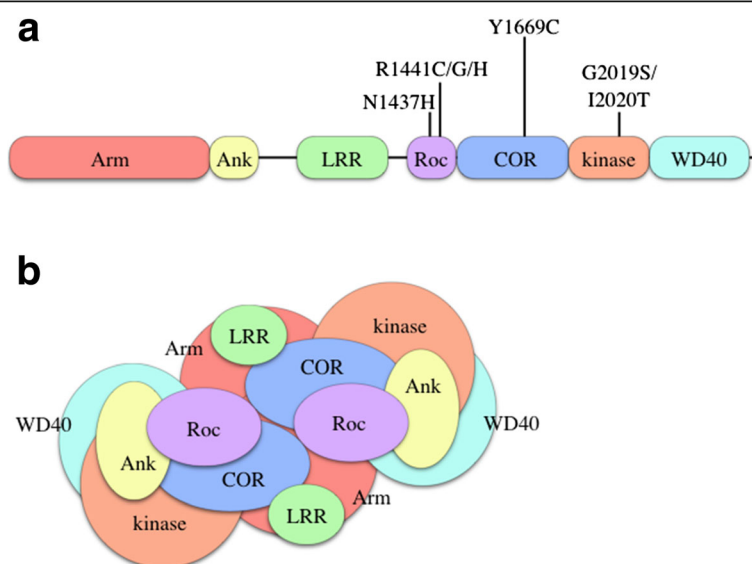 a
Y1669C
R1441C/G/H
G2019S/
N1437H
I2020T
Arm
Ank
LRR
Roc
COR
kinase
WD40
b
kinase
LRR
Arm
COR
Ank
WD40
Roc
Roc
WD40
Ank
COR
Arm
LRR
kinase